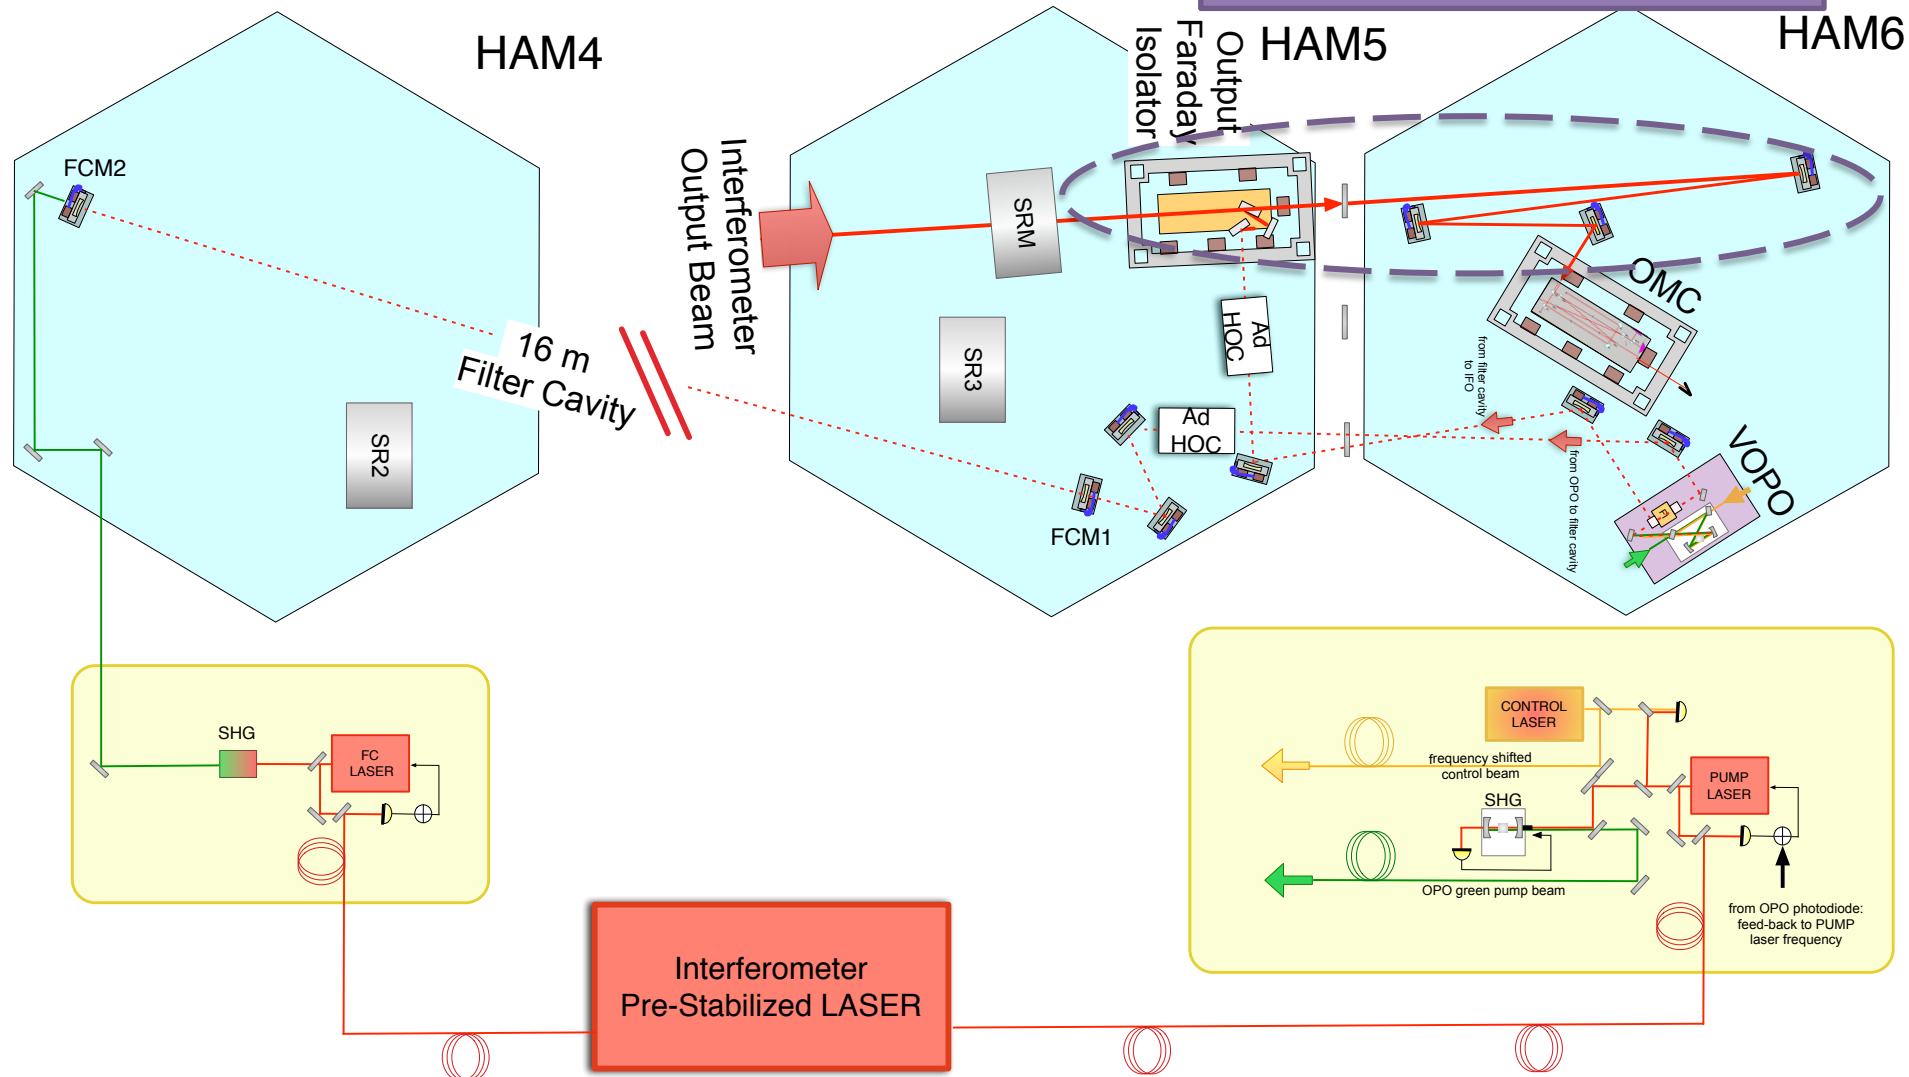 HAM4
HAM5
HAM6
Output
Faraday
Isolator
FCM2
Interferometer
Output Beam
SRM
OMC
16 m
Filter Cavity
SR3
Ad
HOC
from filter cavity
to IFO
Ad
HOC
SR2
VOPO
from OPO to filter cavity
FI
FCM1
SHG
FC
LASER
CONTROL
LASER
frequency shifted
control beam
PUMP
LASER
SHG
OPO green pump beam
from OPO photodiode:
feed-back to PUMP
laser frequency
Interferometer
Pre-Stabilized LASER